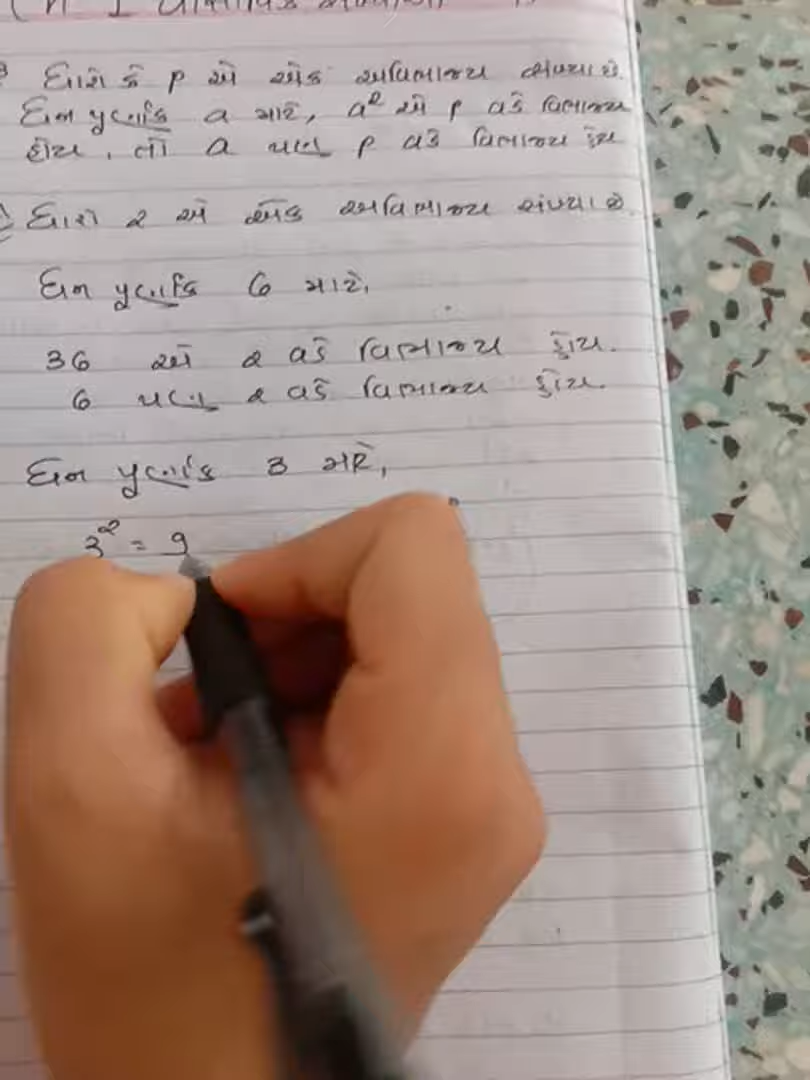 ધારો કે p એ એક અવિભાજ્ય સંખ્યા છે.
ધન પૂર્ણાંક a માટે, a² એ p વડે વિભાજ્ય
હોય, તો a પણ p વડે વિભાજ્ય હોય
ધારો 2 એ એક અવિભાજ્ય સંખ્યા છે.
ધન પૂર્ણાંક 6 માટે,
36 એ 2 વડે વિભાજ્ય હોય.
6 પણ 2 વડે વિભાજ્ય હોય.
ધન પૂર્ણાંક 3 માટે,
3² = 9